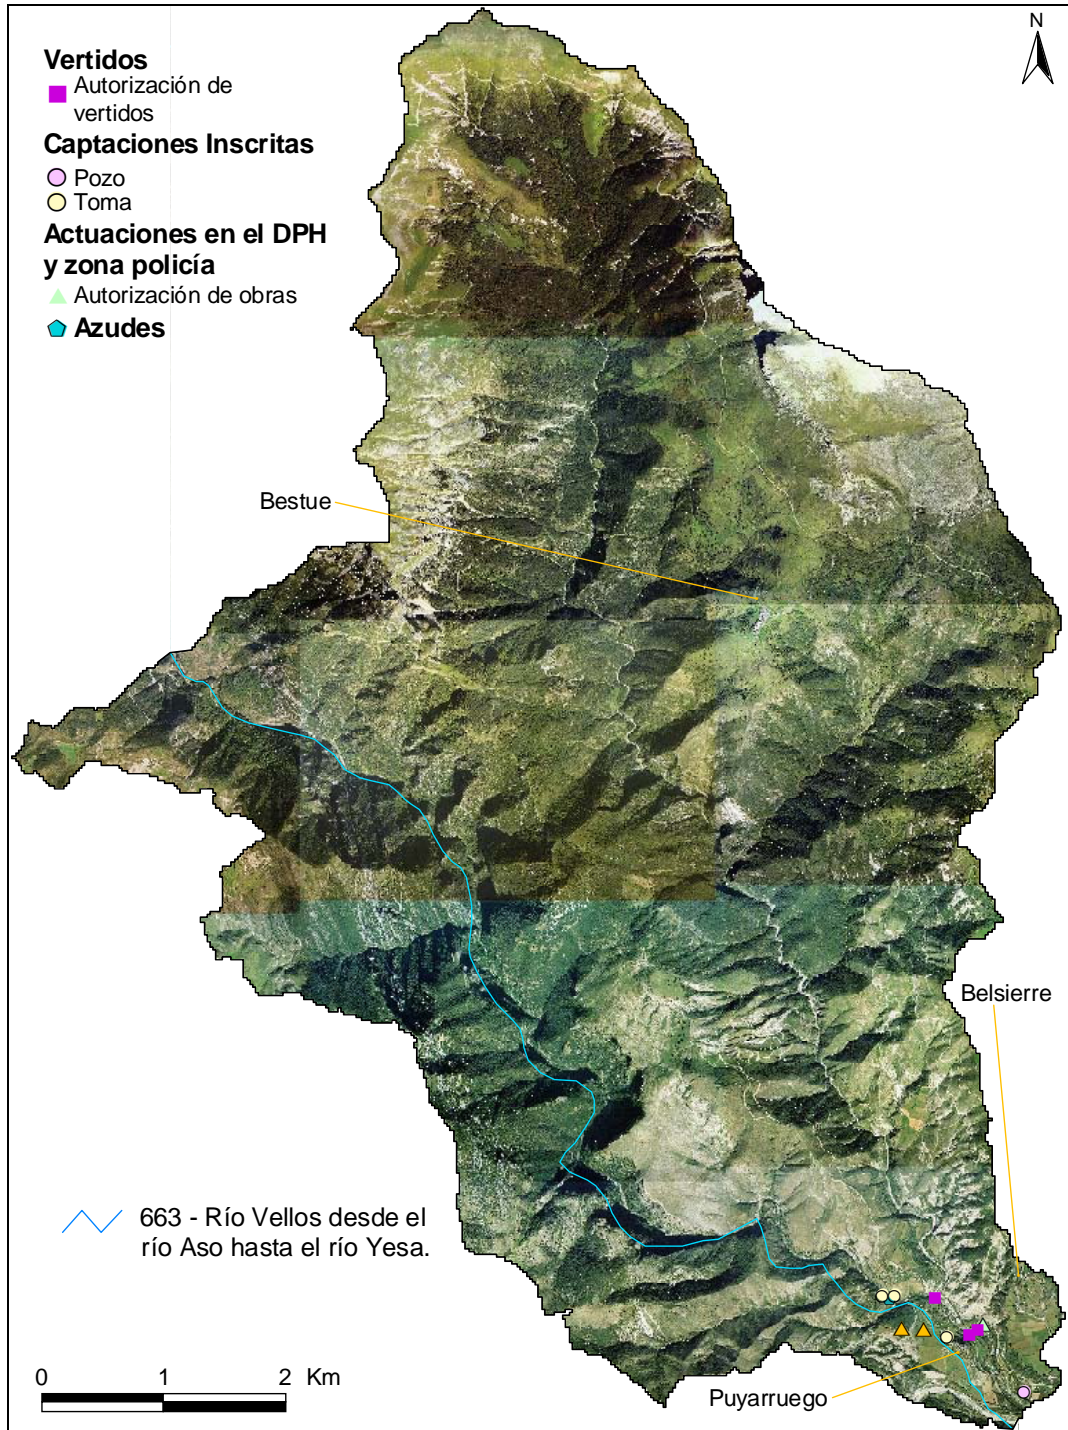 N
Vertidos
Autorización de
vertidos
Captaciones Inscritas
Pozo
Toma
Actuaciones en el DPH
y zona policía
Autorización de obras
Azudes
Bestue
Belsierre
663 - Río Vellos desde el
río Aso hasta el río Yesa.
0 1 2 Km
Puyarruego